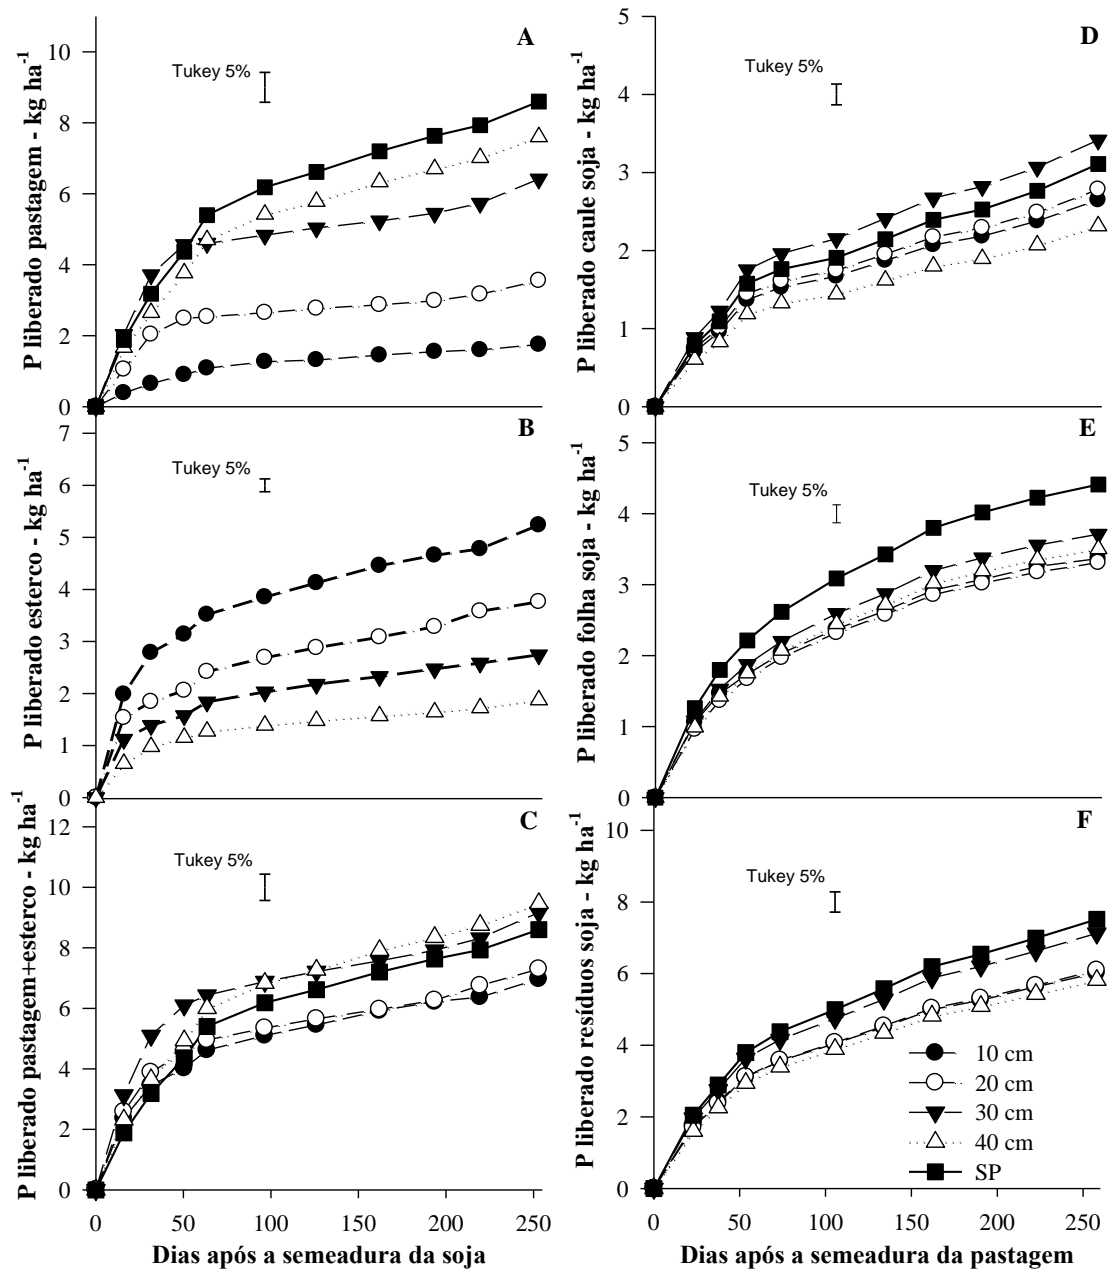 A
P liberado pastagem - kg ha-1
Tukey 5%
10
8
6
4
2
0
D
P liberado caule soja - kg ha-1
Tukey 5%
5
4
3
2
1
0
B
P liberado esterco - kg ha-1
Tukey 5%
7
6
5
4
3
2
1
0
E
P liberado folha soja - kg ha-1
Tukey 5%
5
4
3
2
1
0
C
P liberado pastagem+esterco - kg ha-1
Tukey 5%
12
10
8
6
4
2
0
0 50 100 150 200 250
Dias após a semeadura da soja
F
P liberado resíduos soja - kg ha-1
Tukey 5%
10
8
6
4
2
0
10 cm
20 cm
30 cm
40 cm
SP
0 50 100 150 200 250
Dias após a semeadura da pastagem